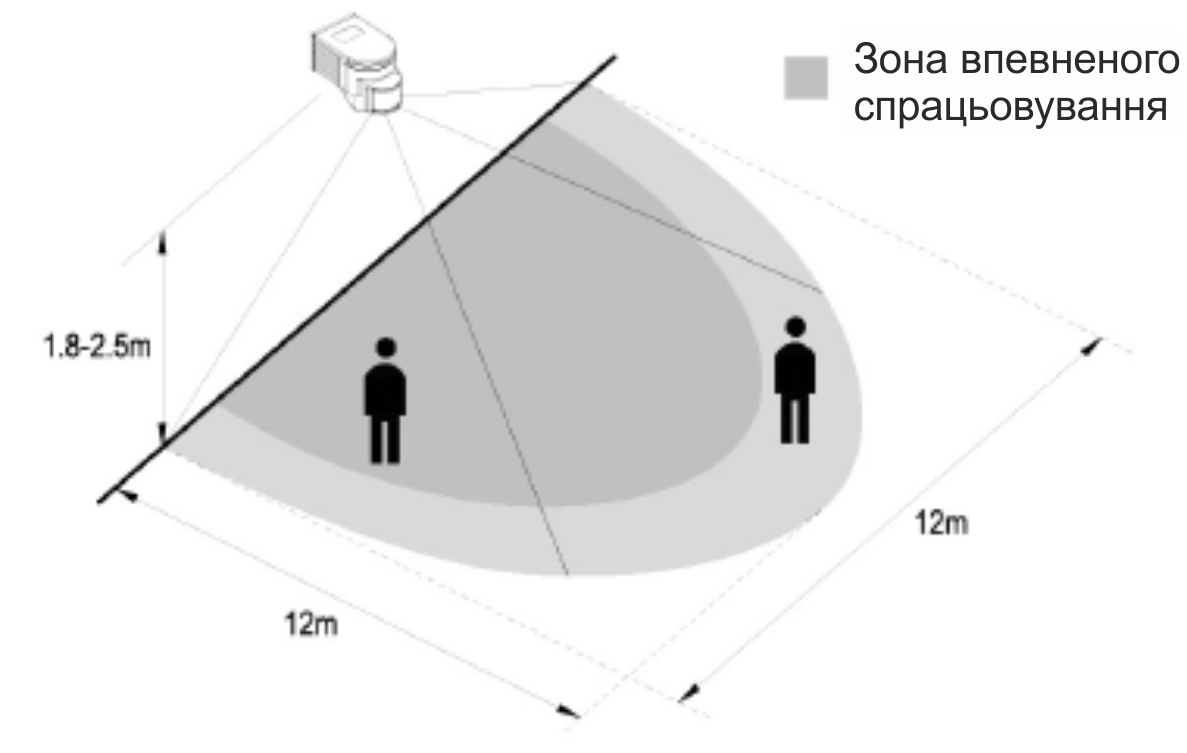 Зона впевненого
спрацьовування
1.8-2.5m
12m
12m